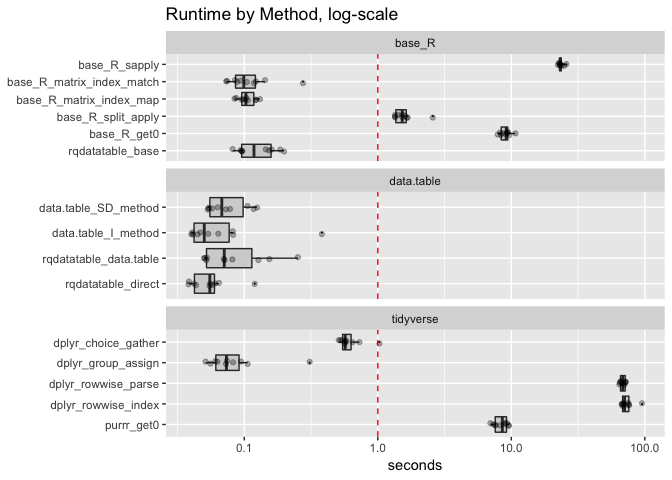 Runtime by Method, log-scale
base_R
base_R_sapply
base_R_matrix_index_match
base_R_matrix_index_map
base_R_split_apply
base_R_get0
rqdatatable_base
data.table
data.table_SD_method
data.table_I_method
rqdatatable_data.table
rqdatatable_direct
tidyverse
dplyr_choice_gather
dplyr_group_assign
dplyr_rowwise_parse
dplyr_rowwise_index
purrr_get0
0.1 1.0 10.0 100.0
seconds